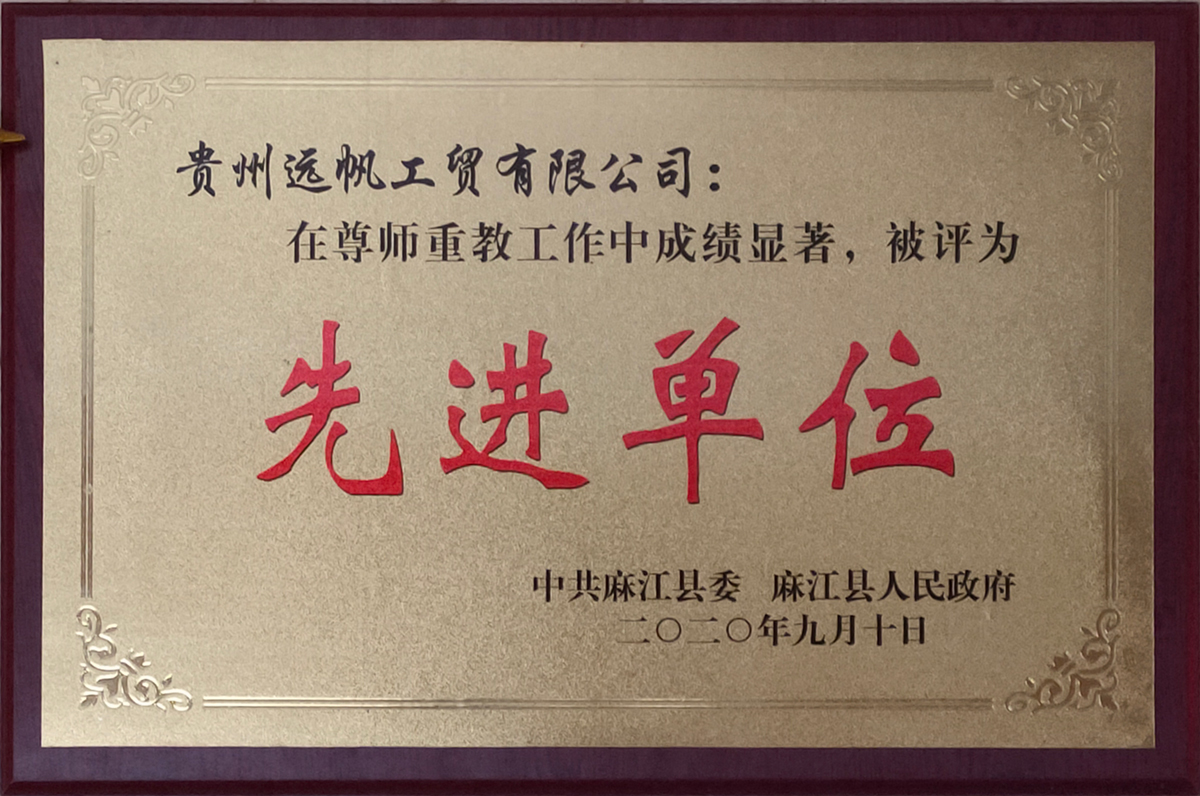 贵州远帆工贸有限公司：
在尊师重教工作中成绩显著，被评为
先进单位
中共麻江县委 麻江县人民政府
二〇二〇年九月十日